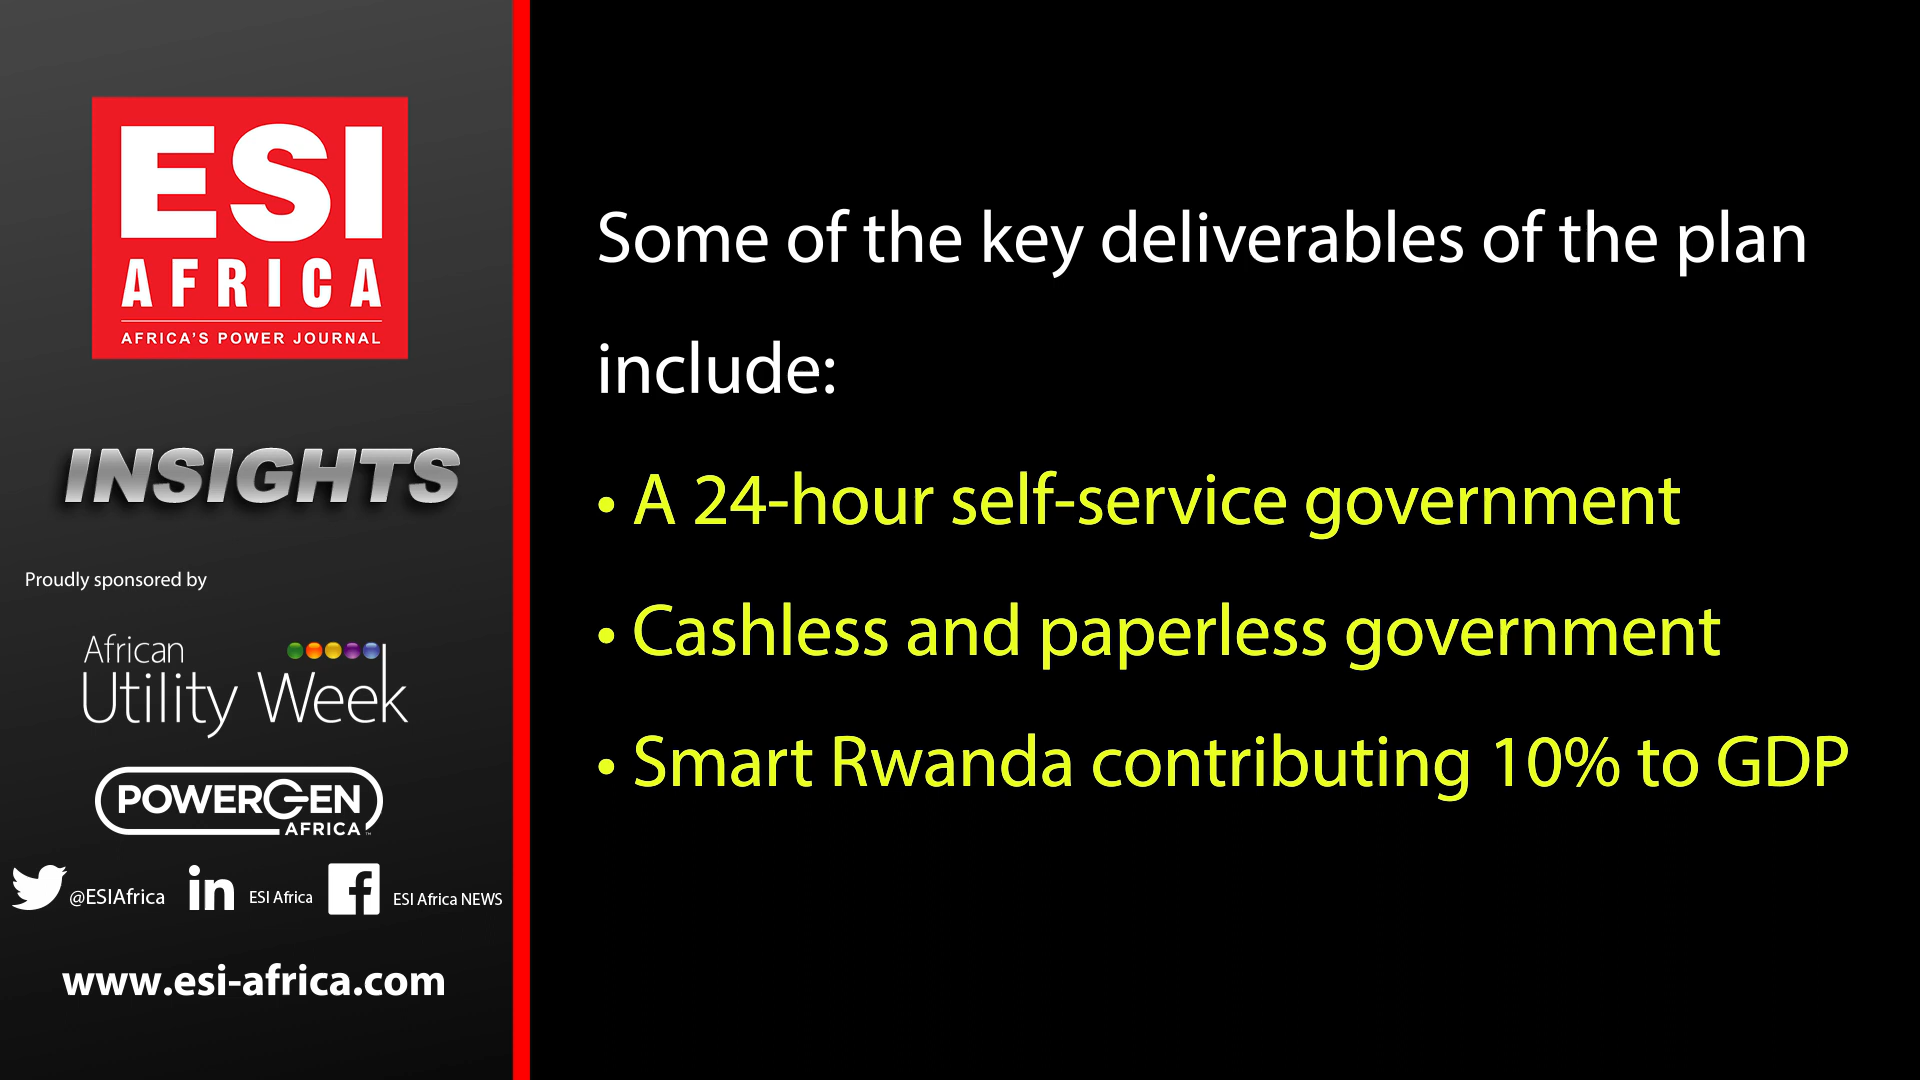 ESI
AFRICA
AFRICA'S POWER JOURNAL
INSIGHTS
Proudly sponsored by
African
Utility Week
POWERGEN
AFRICA™
@ESIAfrica
in ESI Africa
f ESI Africa NEWS
www.esi-africa.com
Some of the key deliverables of the plan
include:
• A 24-hour self-service government
• Cashless and paperless government
• Smart Rwanda contributing 10% to GDP